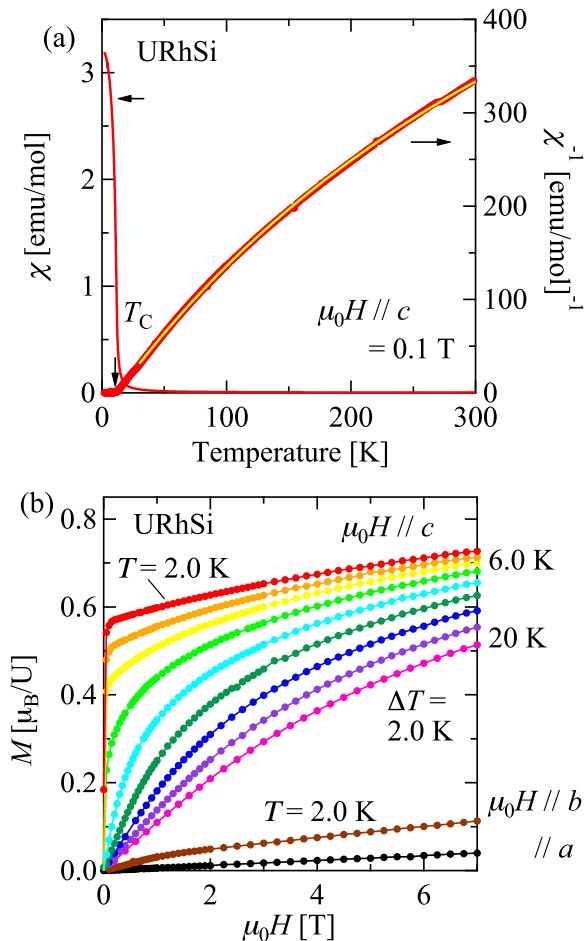 (a)
URhSi
3
2
1
0
χ [emu/mol]
400
300
200
100
0
χ⁻¹ [emu/mol]⁻¹
T_C
μ₀H // c
= 0.1 T
0
100
200
300
Temperature [K]
(b)
URhSi
μ₀H // c
T = 2.0 K
6.0 K
20 K
ΔT =
2.0 K
T = 2.0 K
μ₀H // b
// a
0.8
0.6
0.4
0.2
0.0
M [μ_B/U]
0
2
4
6
μ₀H [T]